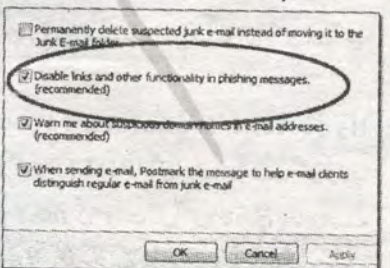 Permanently delete suspected junk e-mail instead of moving it to the
Junk E-mail folder
Disable links and other functionality in phishing messages.
(recommended)
Warn me about suspicious domain names in e-mail addresses.
(recommended)
When sending e-mail, Postmark the message to help e-mail clients
distinguish regular e-mail from junk e-mail
OK
Cancel
Apply